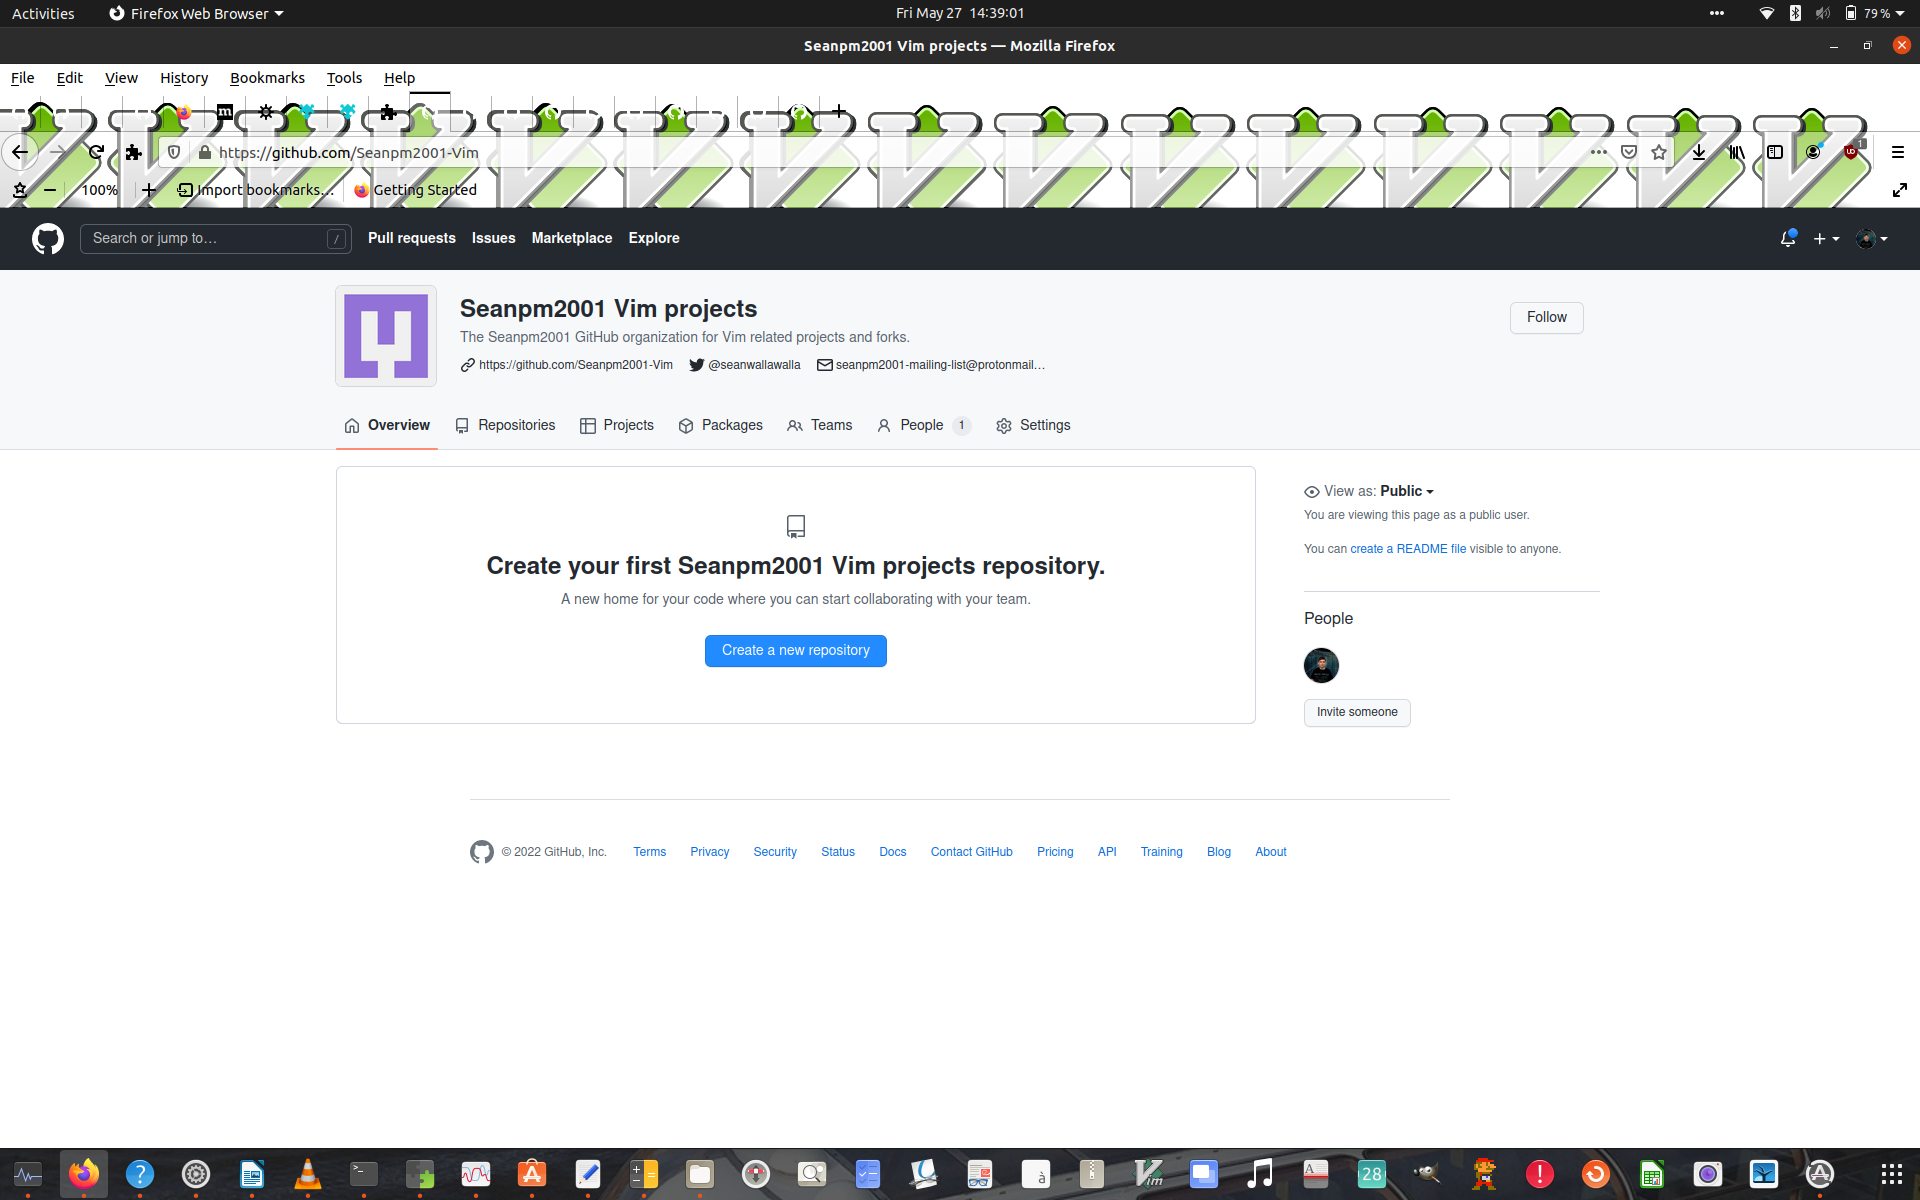 Activities Firefox Web Browser Fri May 27 14:39:01 79 %
Seanpm2001 Vim projects — Mozilla Firefox
File Edit View History Bookmarks Tools Help
https://github.com/Seanpm2001-Vim
100% Import bookmarks... Getting Started
Search or jump to... / Pull requests Issues Marketplace Explore
Seanpm2001 Vim projects
Follow
The Seanpm2001 GitHub organization for Vim related projects and forks.
https://github.com/Seanpm2001-Vim @seanwallawalla seanpm2001-mailing-list@protonmail...
Overview Repositories Projects Packages Teams People 1 Settings
View as: Public
You are viewing this page as a public user.
You can create a README file visible to anyone.
Create your first Seanpm2001 Vim projects repository.
A new home for your code where you can start collaborating with your team.
Create a new repository
People
Invite someone
© 2022 GitHub, Inc. Terms Privacy Security Status Docs Contact GitHub Pricing API Training Blog About
28